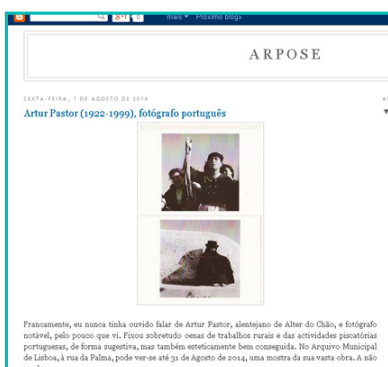 mais Próximo blog»
ARPOSE
SEXTA-FEIRA, 1 DE AGOSTO DE 2014
Artur Pastor (1922-1999), fotógrafo português
Francamente, eu nunca tinha ouvido falar de Artur Pastor, alentejano de Alter do Chão, e fotógrafo
notável, pelo pouco que vi. Fixou sobretudo cenas de trabalhos rurais e das actividades piscatórias
portuguesas, de forma sugestiva, mas também esteticamente bem conseguida. No Arquivo Municipal
de Lisboa, à rua da Palma, pode ver-se até 31 de Agosto de 2014, uma mostra da sua vasta obra. A não